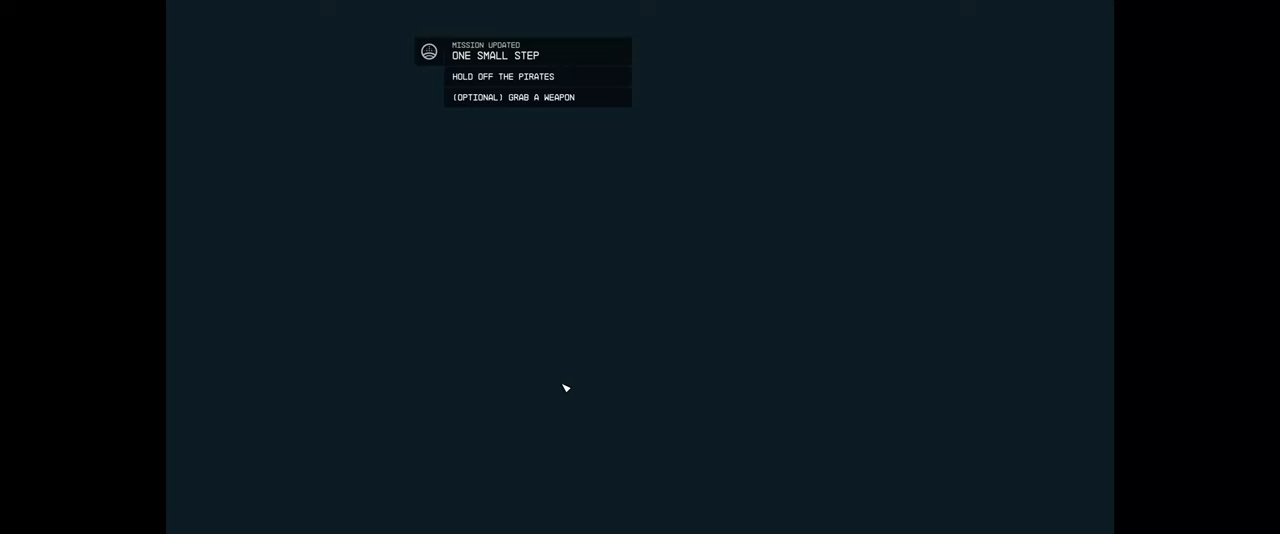 MISSION UPDATED
ONE SMALL STEP
HOLD OFF THE PIRATES
(OPTIONAL) GRAB A WEAPON